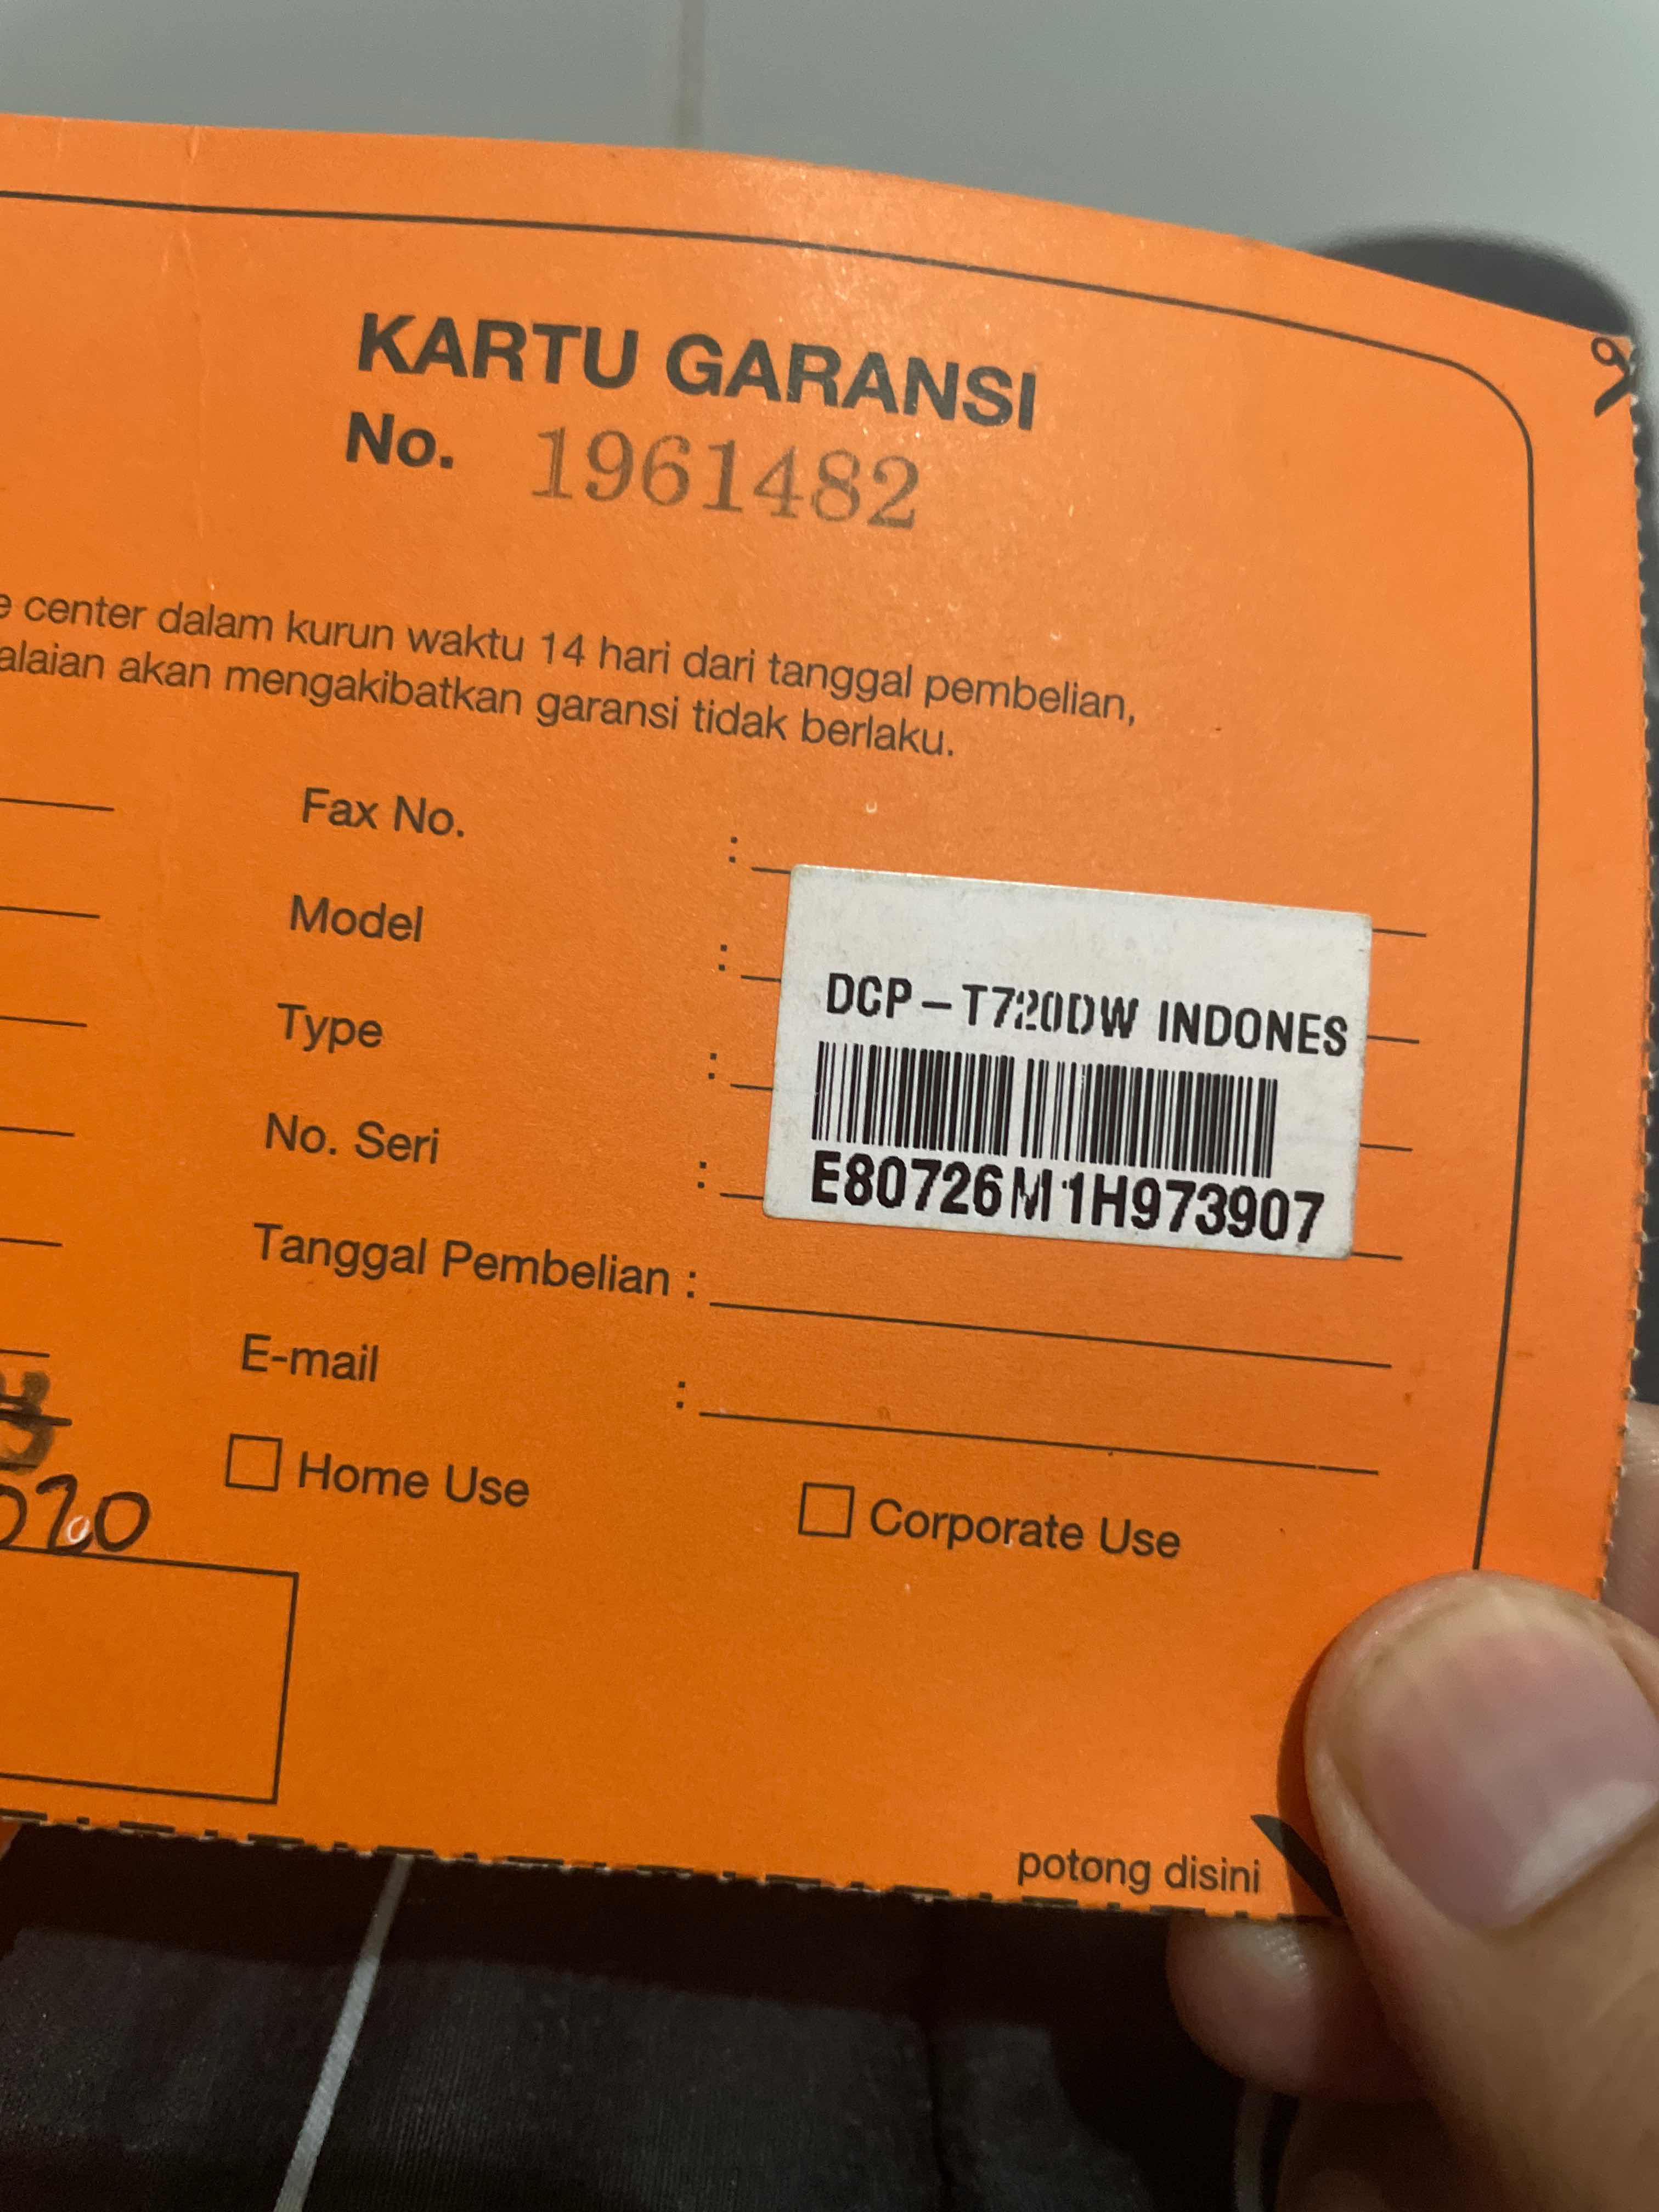 KARTU GARANSI
No. 1961482
center dalam kurun waktu 14 hari dari tanggal pembelian,
alaian akan mengakibatkan garansi tidak berlaku.
Fax No. :
Model :
DCP-T720DW INDONES
Type :
No. Seri :
E80726M1H973907
Tanggal Pembelian :
E-mail :
Home Use
Corporate Use
020
potong disini